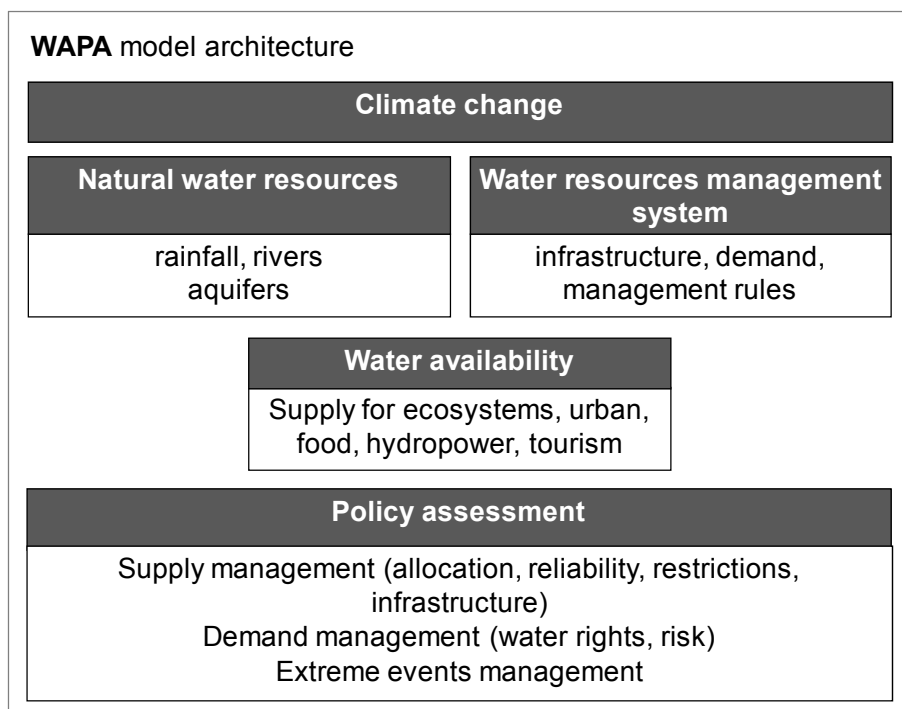 WAPA model architecture
Climate change
Natural water resources
rainfall, rivers
aquifers
Water resources management
system
infrastructure, demand,
management rules
Water availability
Supply for ecosystems, urban,
food, hydropower, tourism
Policy assessment
Supply management (allocation, reliability, restrictions,
infrastructure)
Demand management (water rights, risk)
Extreme events management